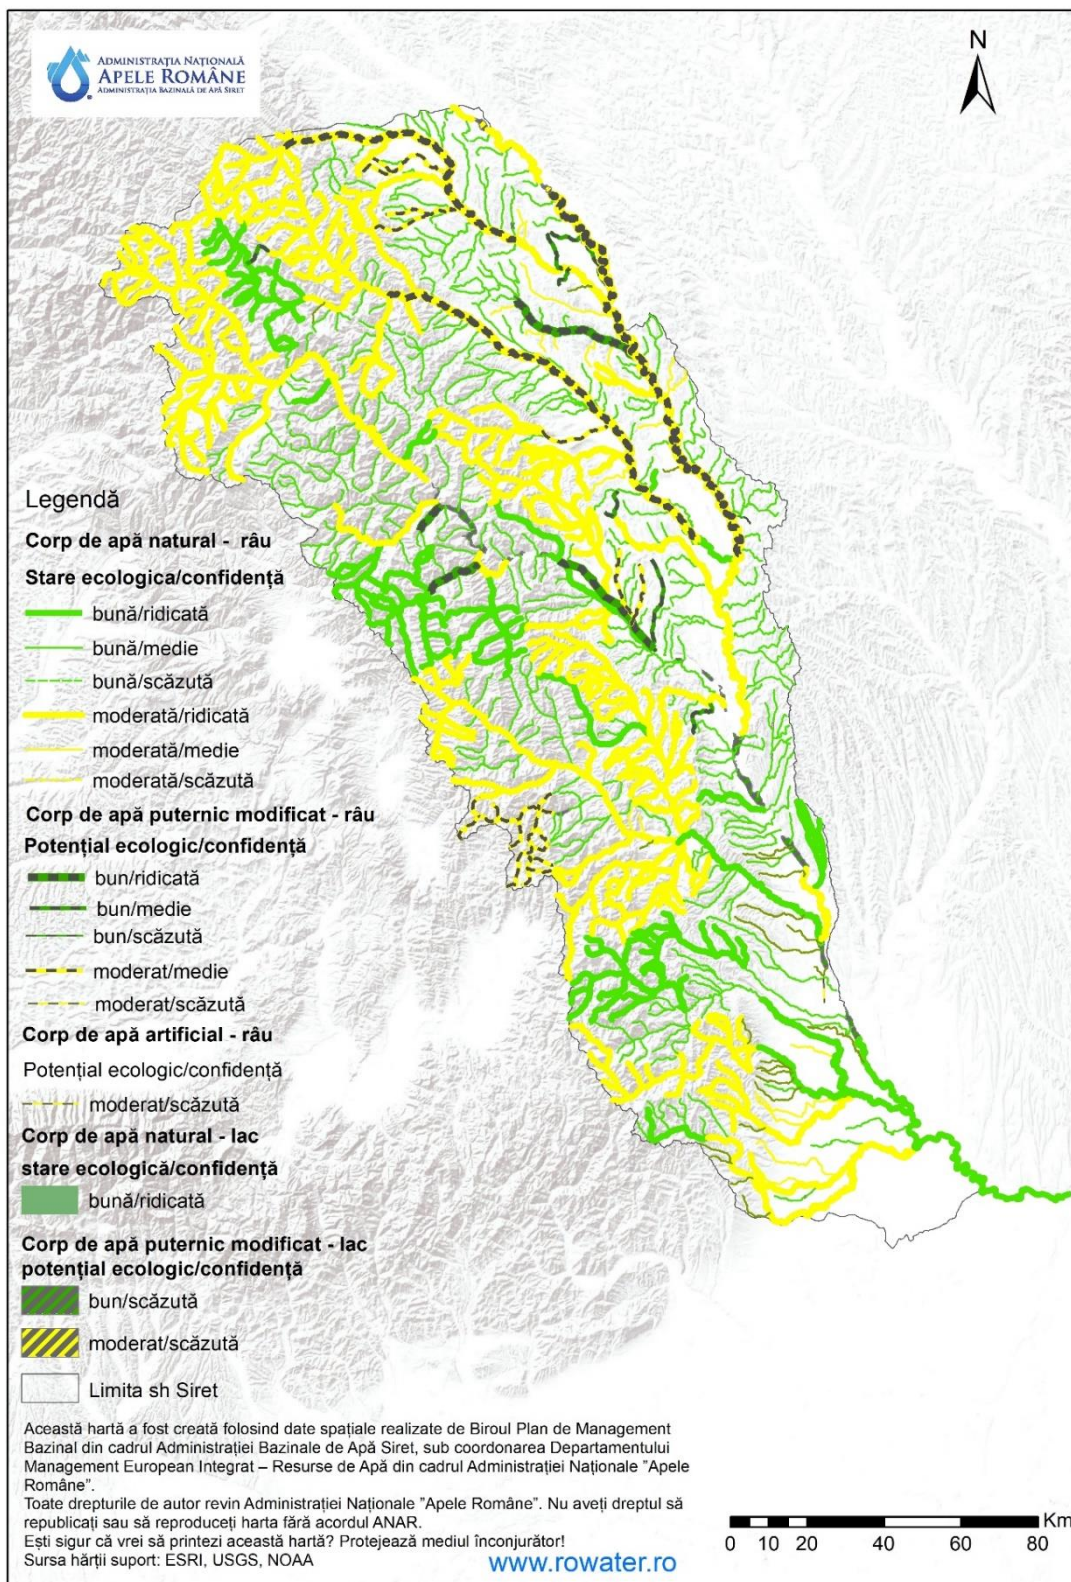 ADMINISTRAȚIA NAȚIONALĂ
APELE ROMÂNE
ADMINISTRAȚIA BAZINALĂ DE APĂ SIRET
N
Legendă
Corp de apă natural - râu
Stare ecologica/confidență
bună/ridicată
bună/medie
bună/scăzută
moderată/ridicată
moderată/medie
moderată/scăzută
Corp de apă puternic modificat - râu
Potențial ecologic/confidență
bun/ridicată
bun/medie
bun/scăzută
moderat/medie
moderat/scăzută
Corp de apă artificial - râu
Potențial ecologic/confidență
moderat/scăzută
Corp de apă natural - lac
stare ecologică/confidență
bună/ridicată
Corp de apă puternic modificat - lac
potențial ecologic/confidență
bun/scăzută
moderat/scăzută
Limita sh Siret
Această hartă a fost creată folosind date spațiale realizate de Biroul Plan de Management
Bazinal din cadrul Administrației Bazinale de Apă Siret, sub coordonarea Departamentului
Management European Integrat – Resurse de Apă din cadrul Administrației Naționale ”Apele
Române”.
Toate drepturile de autor revin Administrației Naționale ”Apele Române”. Nu aveți dreptul să
republicați sau să reproduceți harta fără acordul ANAR.
Ești sigur că vrei să printezi această hartă? Protejează mediul înconjurător!
Sursa hărții suport: ESRI, USGS, NOAA
www.rowater.ro
Km
0 10 20 40 60 80